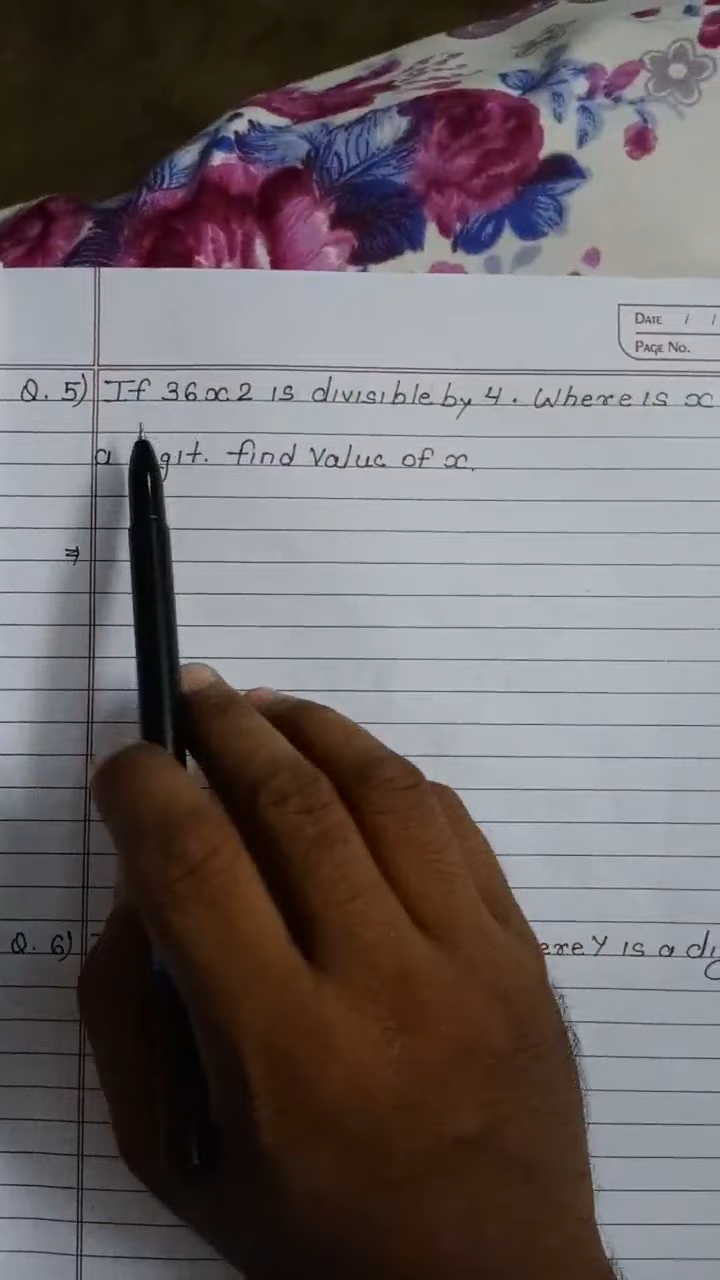 DATE / /
PAGE NO.
Q. 5) If 36x2 is divisible by 4. Where is x
a git. find Value of x.
⇒
Q. 6) ere Y is a di